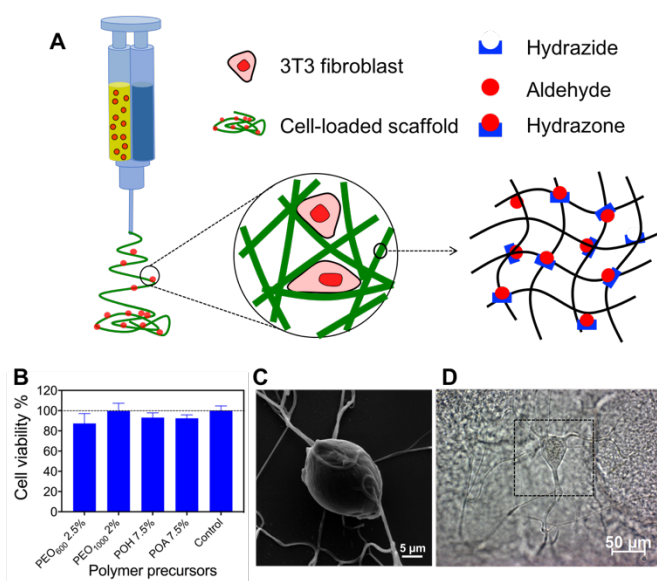 A
3T3 fibroblast
Cell-loaded scaffold
Hydrazide
Aldehyde
Hydrazone
B
Cell viability %
120
100
80
60
40
20
0
PEO600 2.5%
PEO1000 2%
POH 7.5%
POA 7.5%
Control
Polymer precursors
C
5 μm
D
50 μm